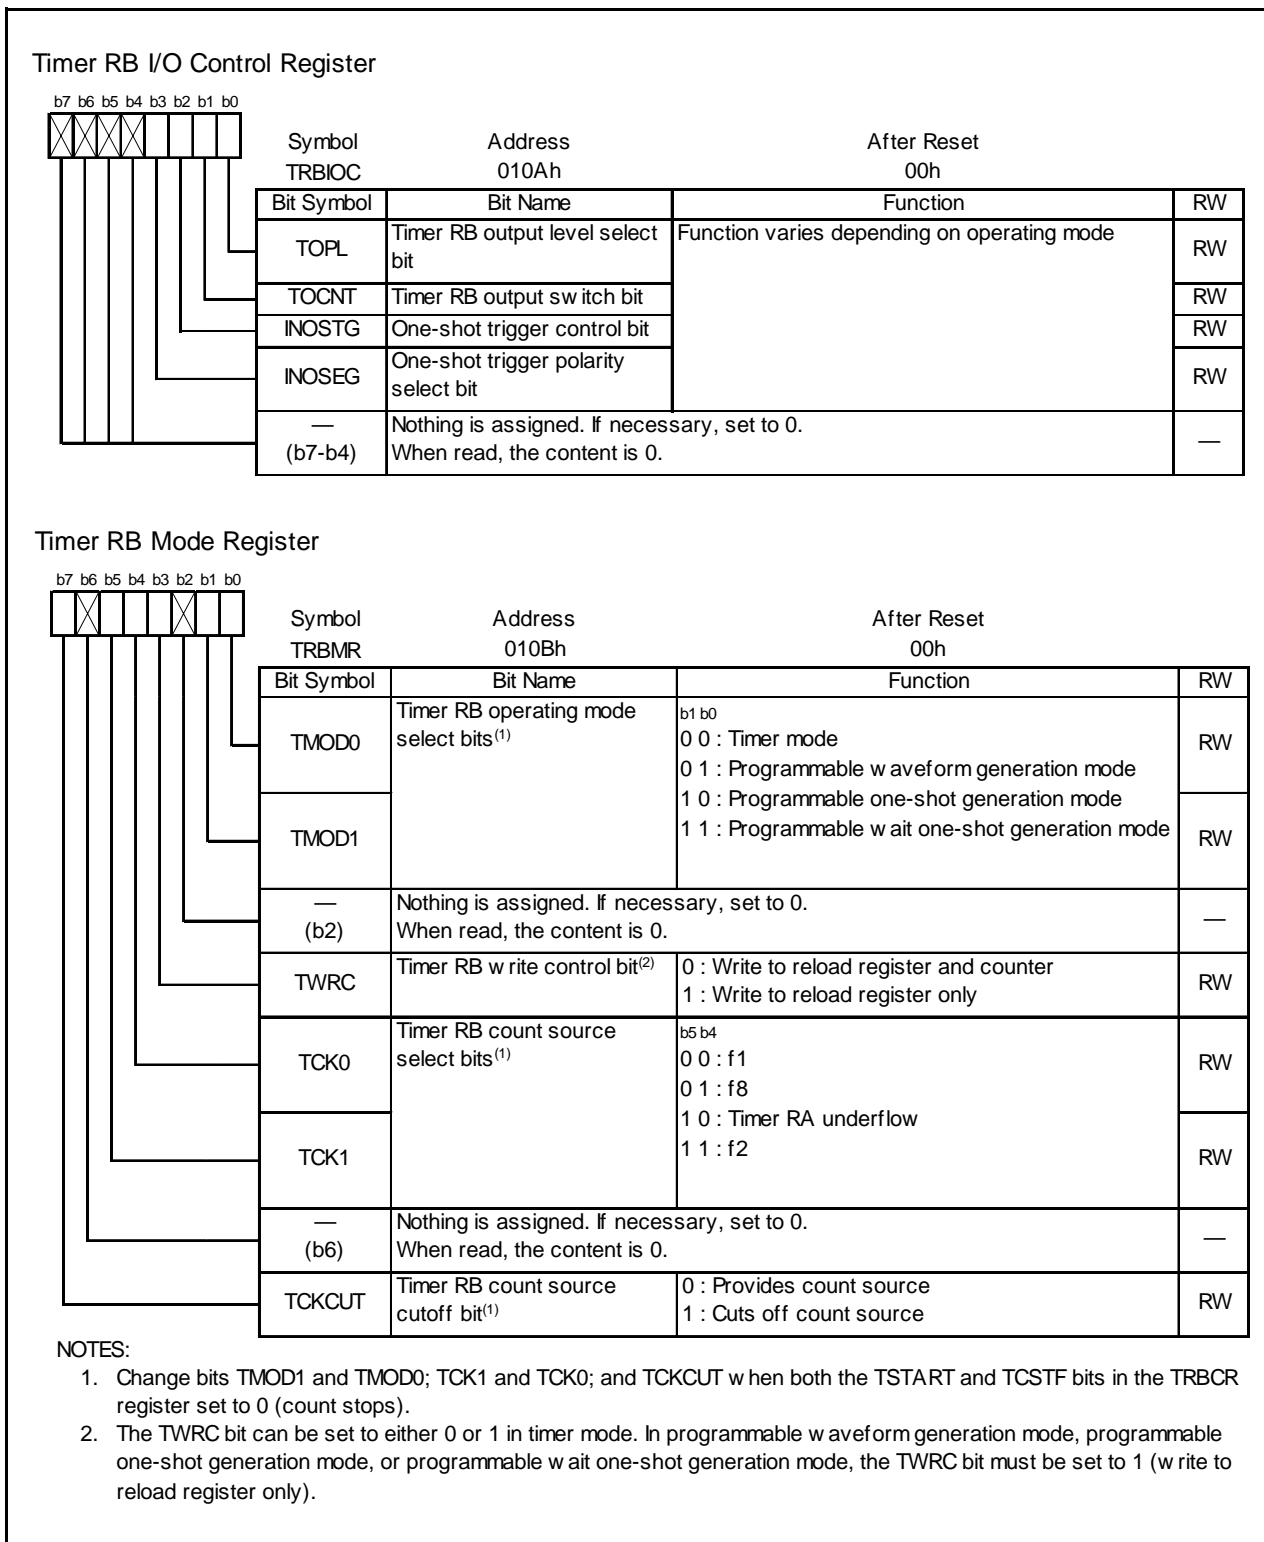 Timer RB I/O Control Register
b7 b6 b5 b4 b3 b2 b1 b0
Symbol Address After Reset
TRBIOC 010Ah 00h
Bit Symbol Bit Name Function RW
TOPL Timer RB output level select bit Function varies depending on operating mode RW
TOCNT Timer RB output switch bit RW
INOSTG One-shot trigger control bit RW
INOSEG One-shot trigger polarity select bit RW
— Nothing is assigned. If necessary, set to 0. —
(b7-b4) When read, the content is 0.
Timer RB Mode Register
b7 b6 b5 b4 b3 b2 b1 b0
Symbol Address After Reset
TRBMR 010Bh 00h
Bit Symbol Bit Name Function RW
TMOD0 Timer RB operating mode select bits(1) RW
b1 b0
0 0 : Timer mode
0 1 : Programmable waveform generation mode
1 0 : Programmable one-shot generation mode
1 1 : Programmable wait one-shot generation mode
TMOD1 RW
— Nothing is assigned. If necessary, set to 0. —
(b2) When read, the content is 0.
TWRC Timer RB write control bit(2) 0 : Write to reload register and counter RW
1 : Write to reload register only
TCK0 Timer RB count source select bits(1) RW
b5 b4
0 0 : f1
0 1 : f8
1 0 : Timer RA underflow
1 1 : f2
TCK1 RW
— Nothing is assigned. If necessary, set to 0. —
(b6) When read, the content is 0.
TCKCUT Timer RB count source cutoff bit(1) 0 : Provides count source RW
1 : Cuts off count source
NOTES:
1. Change bits TMOD1 and TMOD0; TCK1 and TCK0; and TCKCUT when both the TSTART and TCSTF bits in the TRBCR
register set to 0 (count stops).
2. The TWRC bit can be set to either 0 or 1 in timer mode. In programmable waveform generation mode, programmable
one-shot generation mode, or programmable wait one-shot generation mode, the TWRC bit must be set to 1 (write to
reload register only).